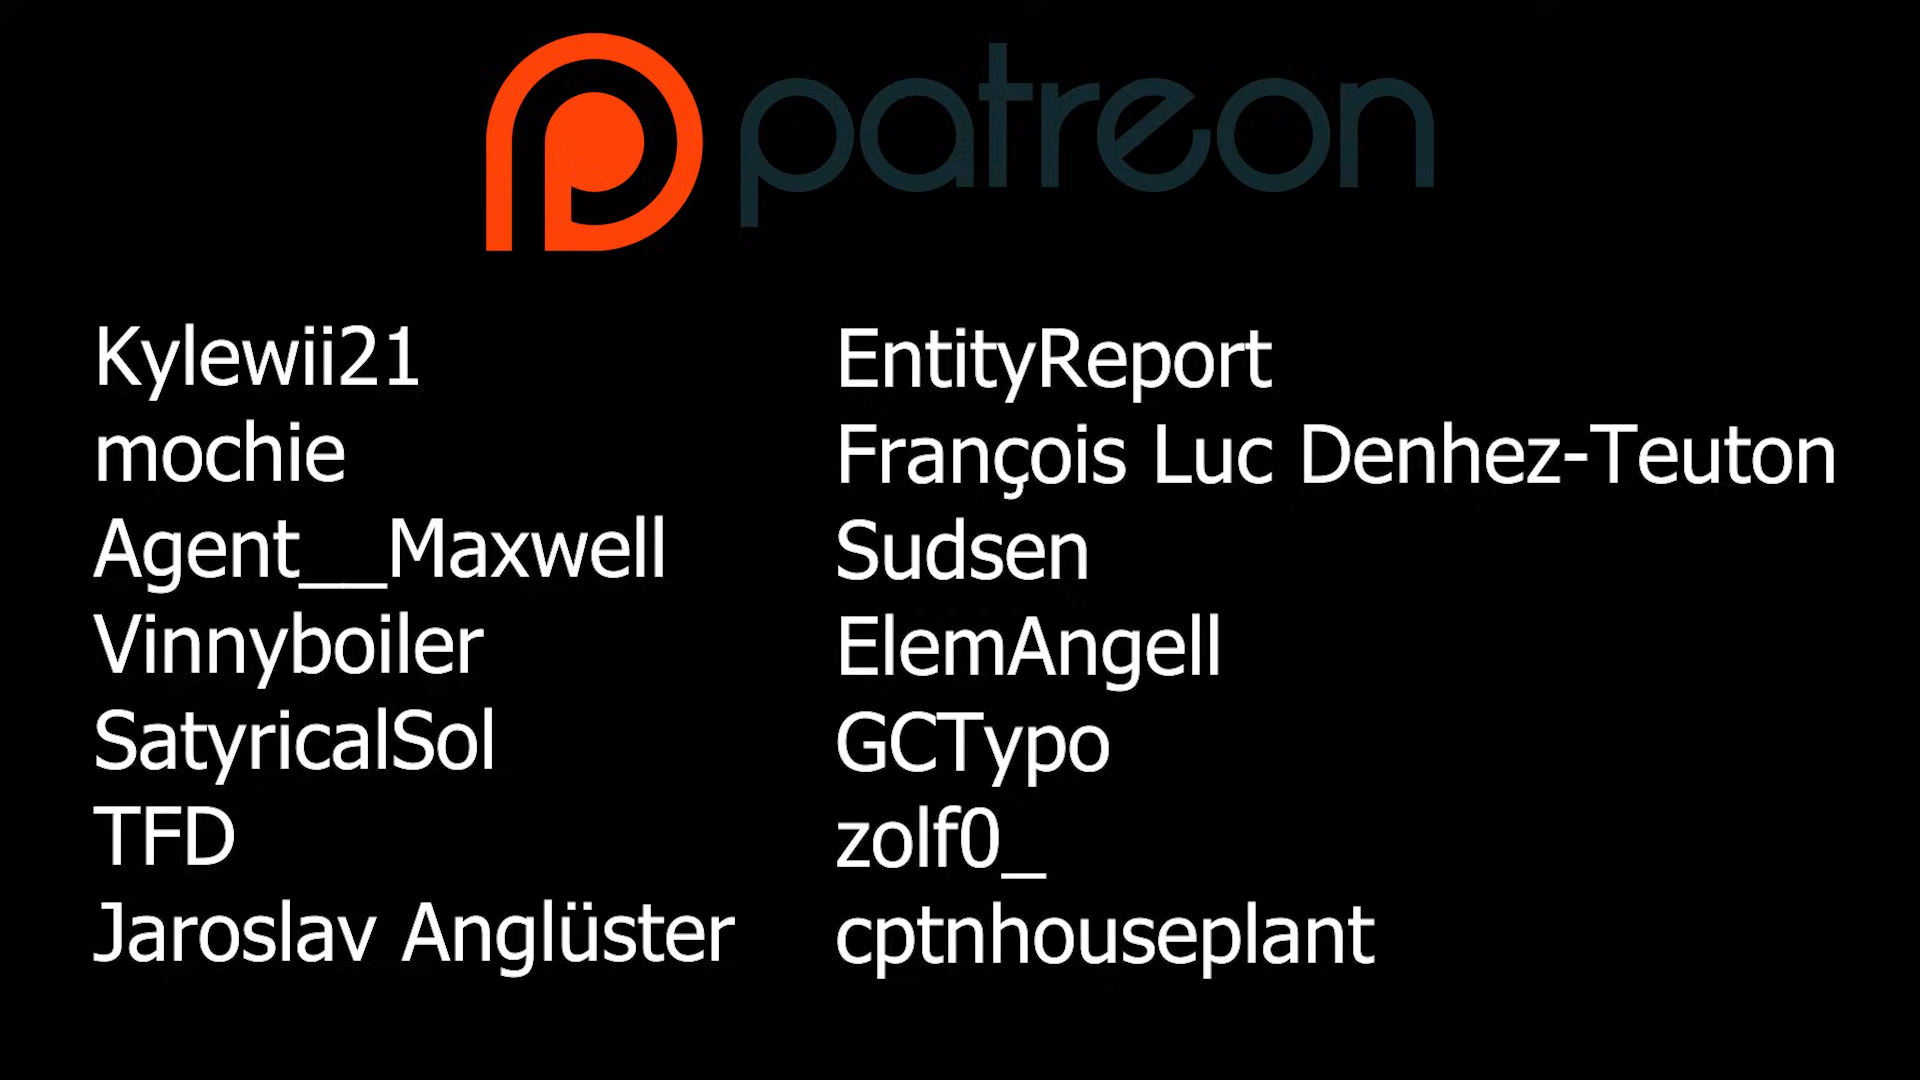 patreon
Kylewii21
mochie
Agent__Maxwell
Vinnyboiler
SatyricalSol
TFD
Jaroslav Anglüster
EntityReport
François Luc Denhez-Teuton
Sudsen
ElemAngell
GCTypo
zolf0_
cptnhouseplant